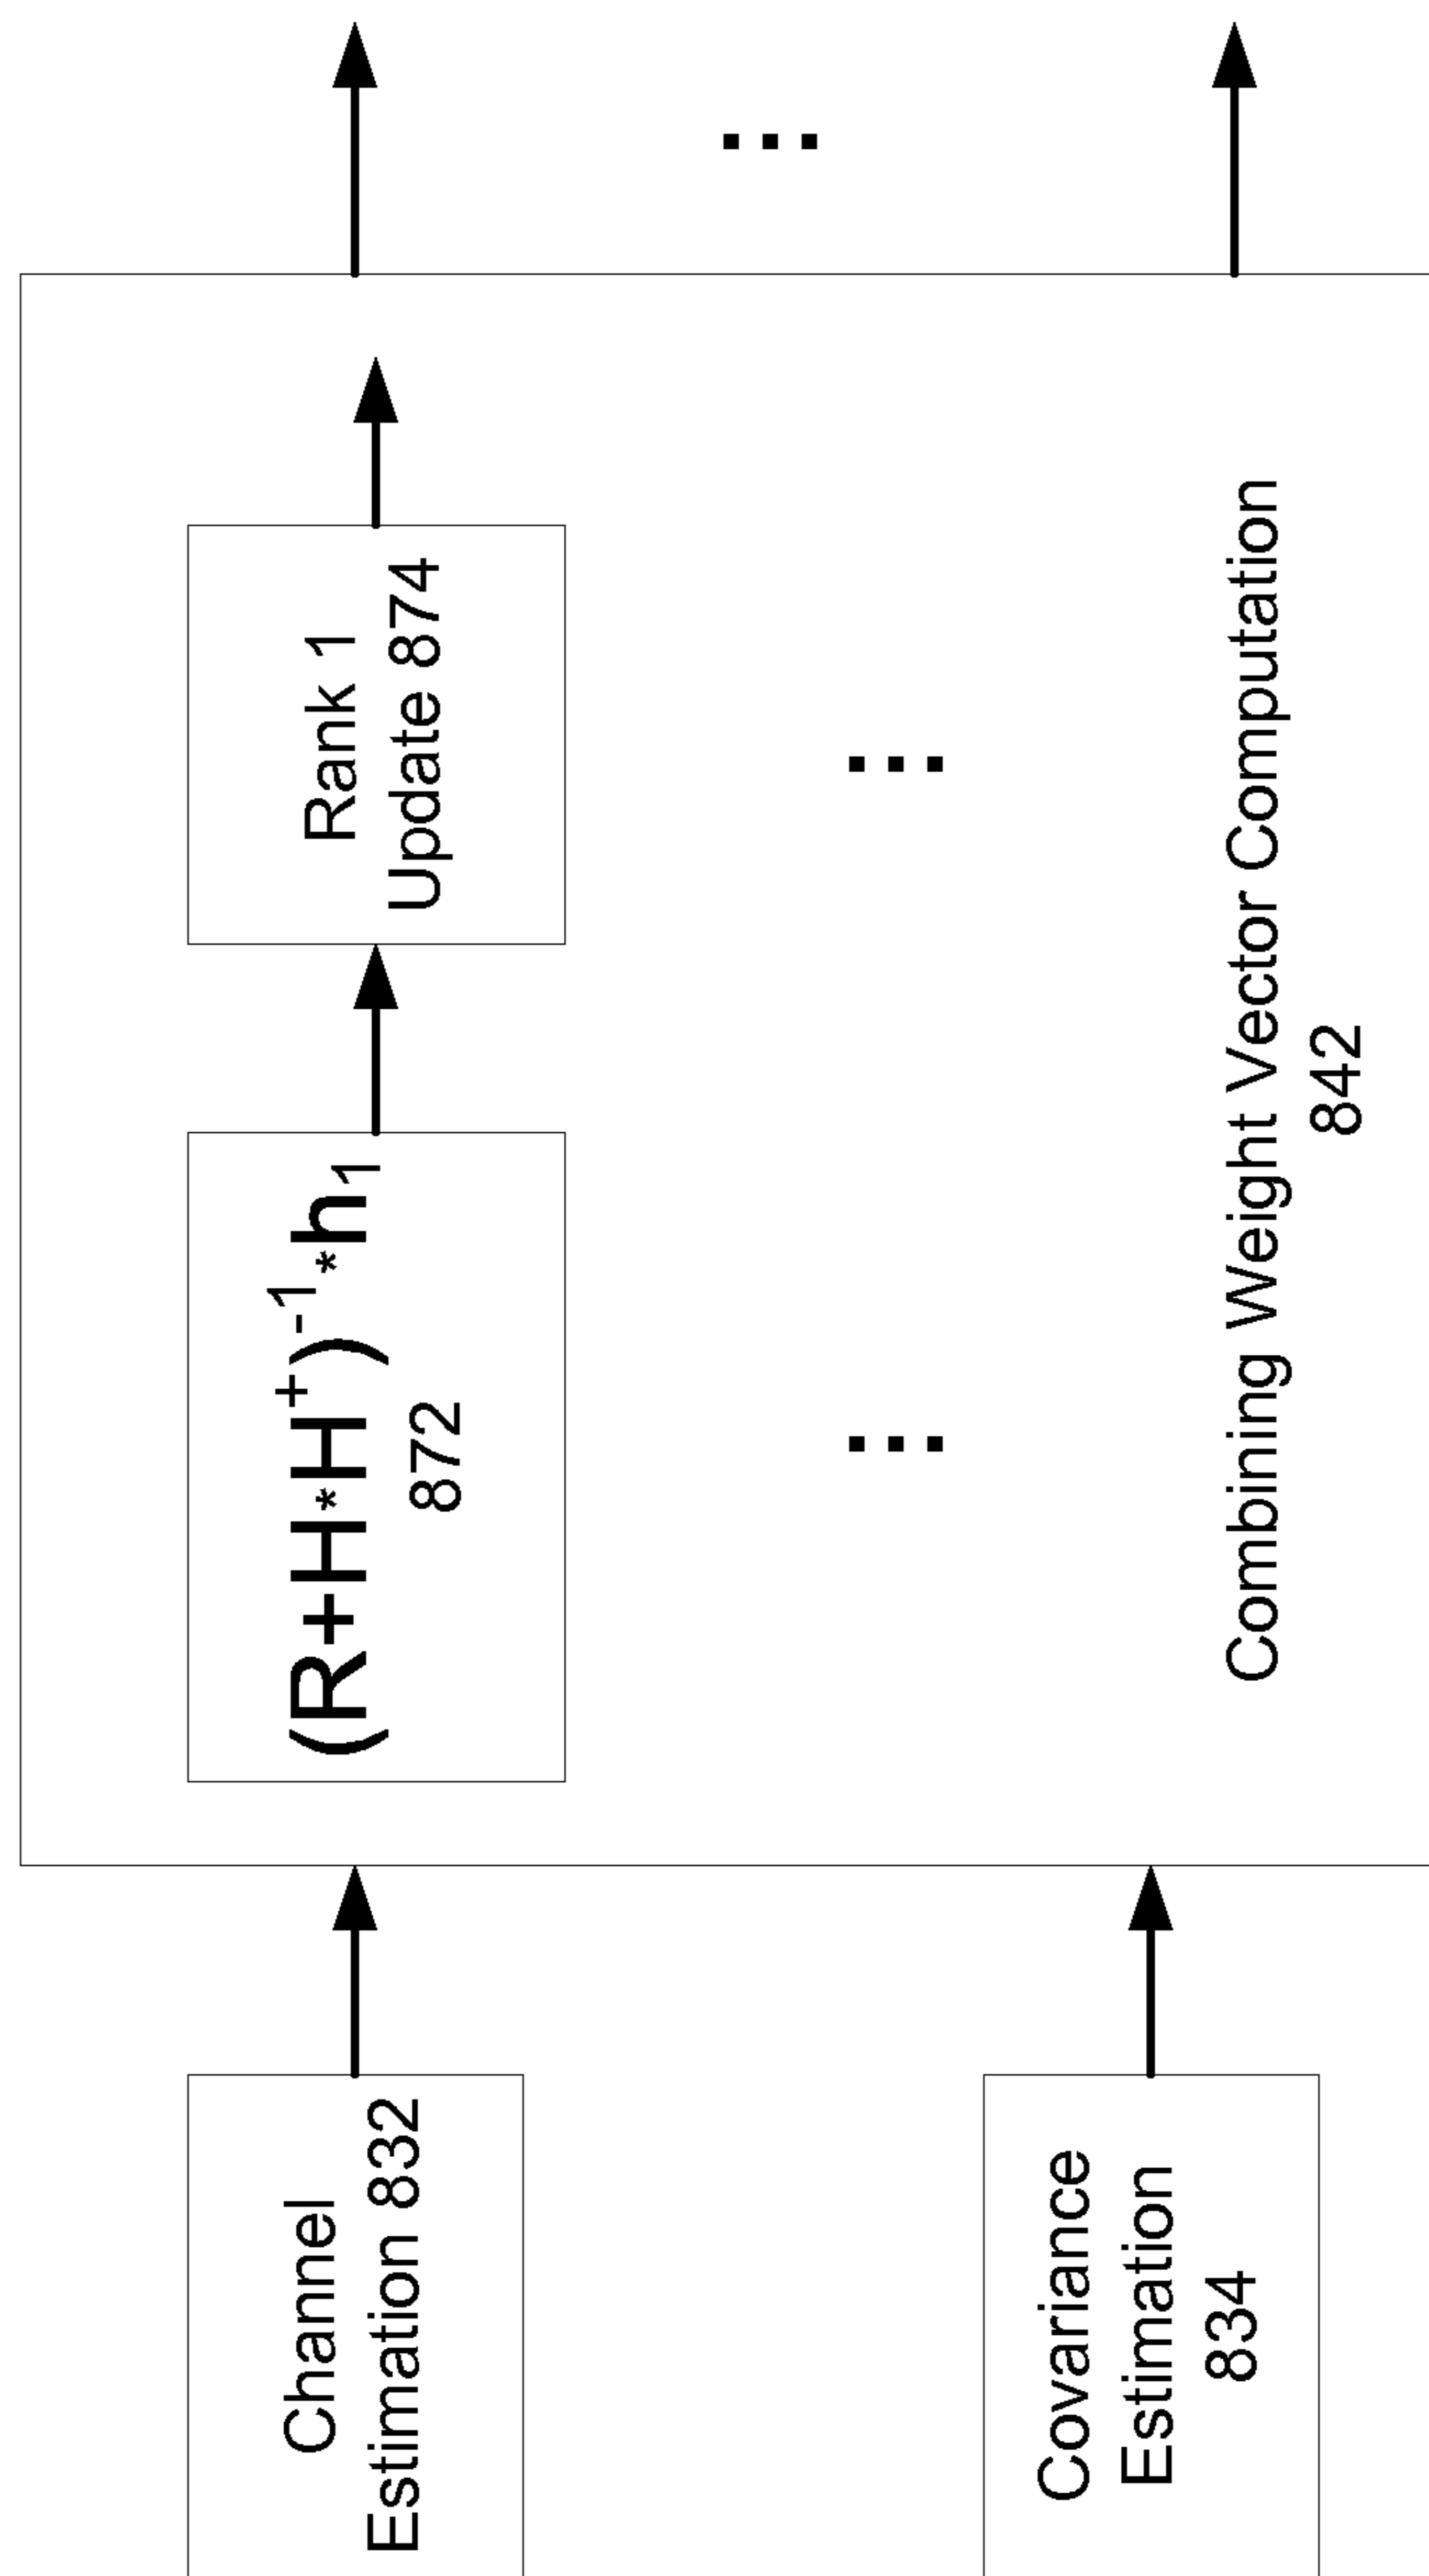 Channel
Estimation 832
Covariance
Estimation
834
(R+H*H⁺)⁻¹*h₁
872
Rank 1
Update 874
...
...
...
Combining Weight Vector Computation
842